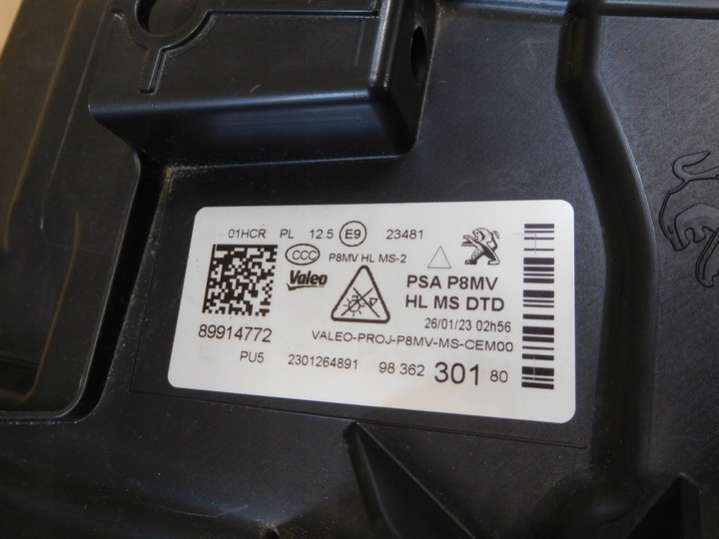 01HCR PL 12.5 E9 23481
CCC P8MV HL MS-2
Valeo PSA P8MV
HL MS DTD
26/01/23 02h56
89914772 VALEO-PROJ-P8MV-MS-CEM00
PU5 2301264891 98 362 301 80